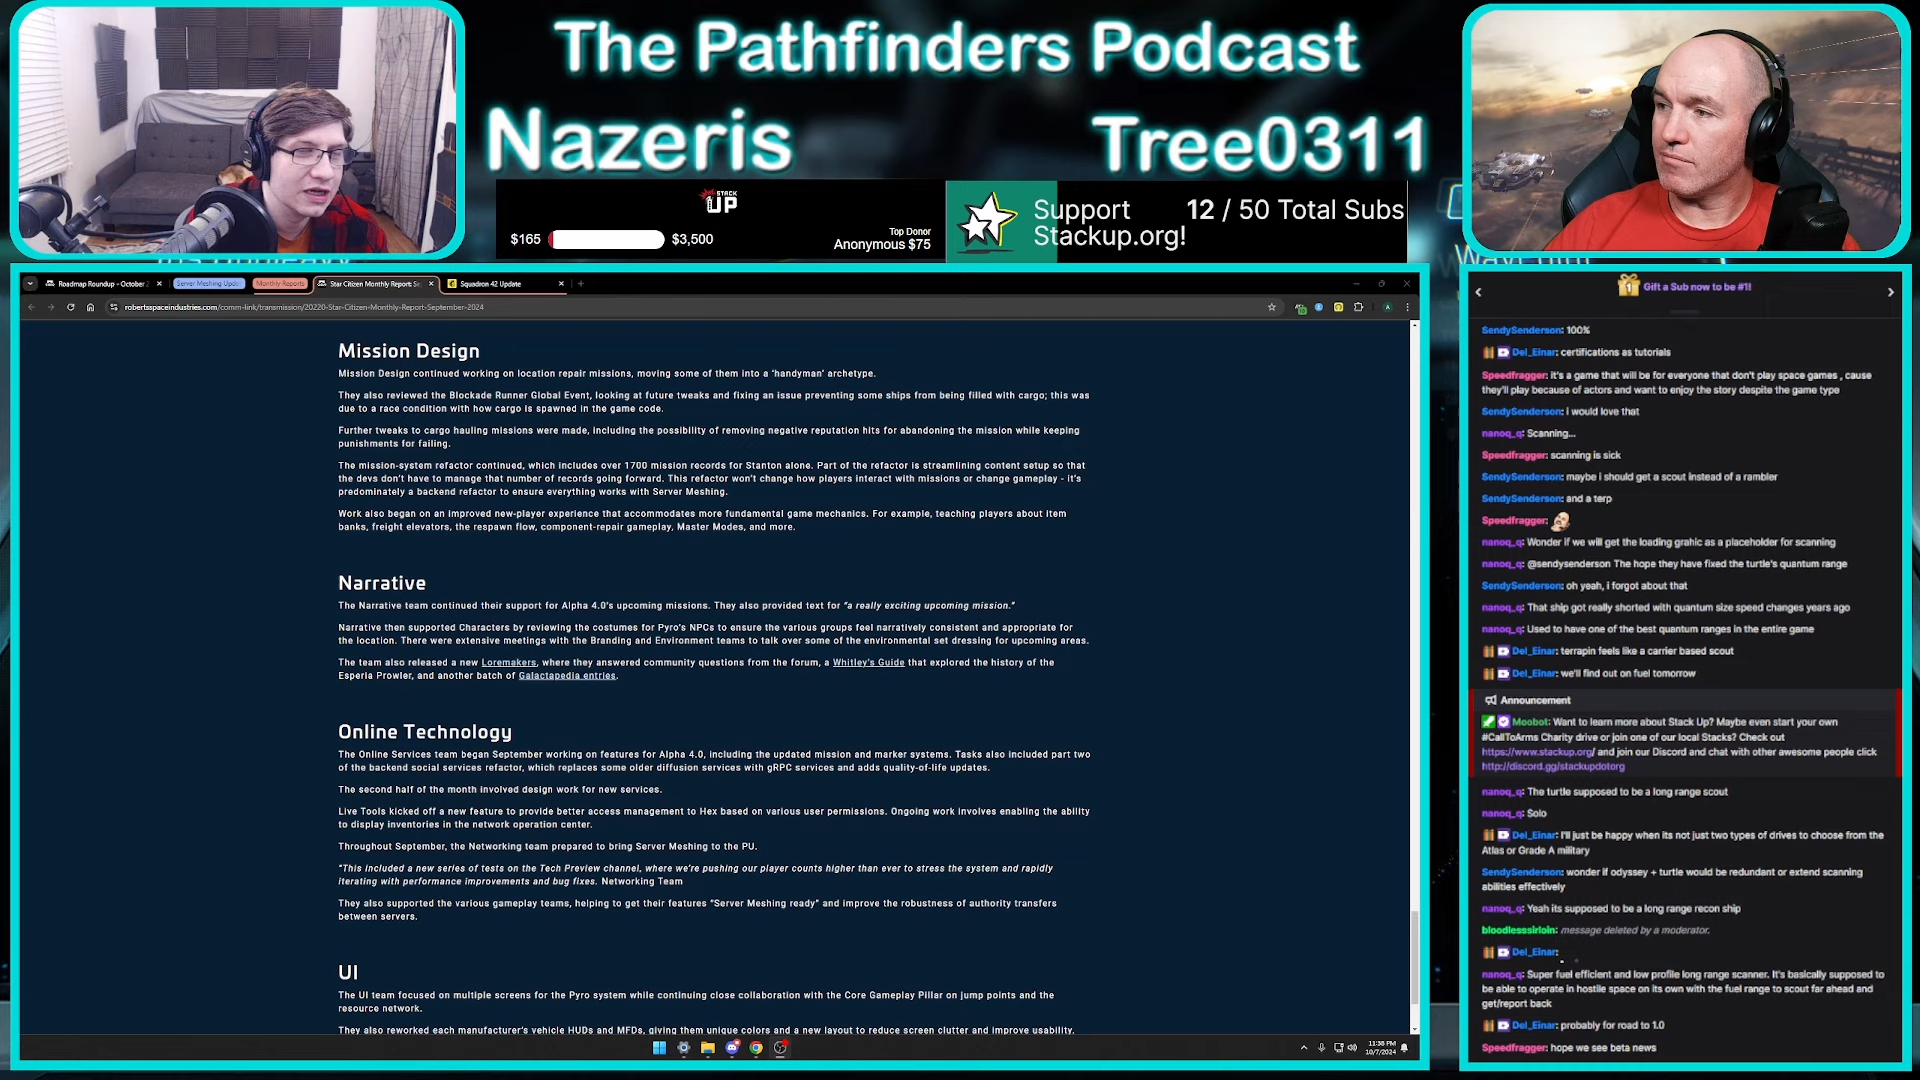 The Pathfinders Podcast
Nazeris
Tree0311
STACK
UP
$165
$3,500
Top Donor
Anonymous $75
Support
Stackup.org!
12 / 50 Total Subs
Roadmap Roundup - October 2
Server Meshing Upda
Monthly Reports
Star Citizen Monthly Report: Se
Squadron 42 Update
robertsspaceindustries.com/comm-link/transmission/20220-Star-Citizen-Monthly-Report-September-2024
Mission Design
Mission Design continued working on location repair missions, moving some of them into a 'handyman' archetype.
They also reviewed the Blockade Runner Global Event, looking at future tweaks and fixing an issue preventing some ships from being filled with cargo; this was
due to a race condition with how cargo is spawned in the game code.
Further tweaks to cargo hauling missions were made, including the possibility of removing negative reputation hits for abandoning the mission while keeping
punishments for failing.
The mission-system refactor continued, which includes over 1700 mission records for Stanton alone. Part of the refactor is streamlining content setup so that
the devs don't have to manage that number of records going forward. This refactor won't change how players interact with missions or change gameplay - it's
predominately a backend refactor to ensure everything works with Server Meshing.
Work also began on an improved new-player experience that accommodates more fundamental game mechanics. For example, teaching players about item
banks, freight elevators, the respawn flow, component-repair gameplay, Master Modes, and more.
Narrative
The Narrative team continued their support for Alpha 4.0's upcoming missions. They also provided text for "a really exciting upcoming mission."
Narrative then supported Characters by reviewing the costumes for Pyro's NPCs to ensure the various groups feel narratively consistent and appropriate for
the location. There were extensive meetings with the Branding and Environment teams to talk over some of the environmental set dressing for upcoming areas.
The team also released a new Loremakers, where they answered community questions from the forum, a Whitley's Guide that explored the history of the
Esperia Prowler, and another batch of Galactapedia entries.
Online Technology
The Online Services team began September working on features for Alpha 4.0, including the updated mission and marker systems. Tasks also included part two
of the backend social services refactor, which replaces some older diffusion services with gRPC services and adds quality-of-life updates.
The second half of the month involved design work for new services.
Live Tools kicked off a new feature to provide better access management to Hex based on various user permissions. Ongoing work involves enabling the ability
to display inventories in the network operation center.
Throughout September, the Networking team prepared to bring Server Meshing to the PU.
"This included a new series of tests on the Tech Preview channel, where we're pushing our player counts higher than ever to stress the system and rapidly
iterating with performance improvements and bug fixes. Networking Team
They also supported the various gameplay teams, helping to get their features "Server Meshing ready" and improve the robustness of authority transfers
between servers.
UI
The UI team focused on multiple screens for the Pyro system while continuing close collaboration with the Core Gameplay Pillar on jump points and the
resource network.
They also reworked each manufacturer's vehicle HUDs and MFDs, giving them unique colors and a new layout to reduce screen clutter and improve usability.
11:38 PM
10/7/2024
1 Gift a Sub now to be #1!
SendySenderson: 100%
Del_Einar: certifications as tutorials
Speedfragger: it's a game that will be for everyone that don't play space games , cause
they'll play because of actors and want to enjoy the story despite the game type
SendySenderson: i would love that
nanoq_q: Scanning...
Speedfragger: scanning is sick
SendySenderson: maybe i should get a scout instead of a rambler
SendySenderson: and a terp
Speedfragger:
nanoq_q: Wonder if we will get the loading grahic as a placeholder for scanning
nanoq_q: @sendysenderson The hope they have fixed the turtle's quantum range
SendySenderson: oh yeah, i forgot about that
nanoq_q: That ship got really shorted with quantum size speed changes years ago
nanoq_q: Used to have one of the best quantum ranges in the entire game
Del_Einar: terrapin feels like a carrier based scout
Del_Einar: we'll find out on fuel tomorrow
Announcement
Moobot: Want to learn more about Stack Up? Maybe even start your own
#CallToArms Charity drive or join one of our local Stacks? Check out
https://www.stackup.org/ and join our Discord and chat with other awesome people click
http://discord.gg/stackupdotorg
nanoq_q: The turtle supposed to be a long range scout
nanoq_q: Solo
Del_Einar: I'll just be happy when its not just two types of drives to choose from the
Atlas or Grade A military
SendySenderson: wonder if odyssey + turtle would be redundant or extend scanning
abilities effectively
nanoq_q: Yeah its supposed to be a long range recon ship
bloodlesssirloin: message deleted by a moderator.
Del_Einar:
nanoq_q: Super fuel efficient and low profile long range scanner. It's basically supposed to
be able to operate in hostile space on its own with the fuel range to scout far ahead and
get/report back
Del_Einar: probably for road to 1.0
Speedfragger: hope we see beta news